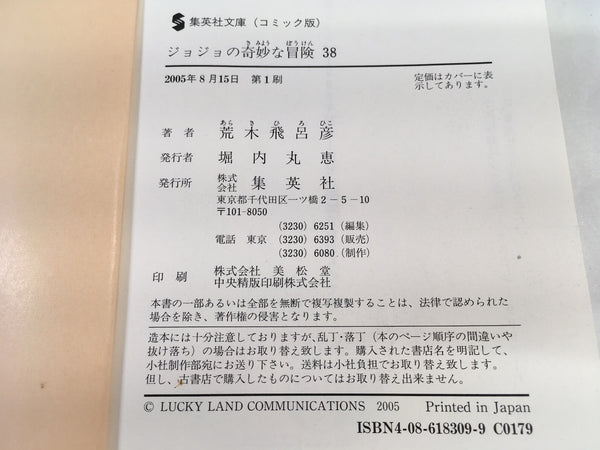 集英社文庫(コミック版)
ジョジョの奇妙な冒険 38
きみょう ぼうけん
2005年8月15日 第1刷
定価はカバーに表
示してあります。
あら き ひ ろ ひこ
著者 荒木飛呂彦
発行者 堀内丸恵
発行所 株式会社 集英社
東京都千代田区一ツ橋2-5-10
〒101-8050
(3230) 6251(編集)
電話 東京 (3230) 6393(販売)
(3230) 6080(制作)
印刷 株式会社 美松堂
中央精版印刷株式会社
本書の一部あるいは全部を無断で複写複製することは、法律で認められた
場合を除き、著作権の侵害となります。
造本には十分注意しておりますが、乱丁・落丁(本のページ順序の間違いや
抜け落ち)の場合はお取り替え致します。購入された書店名を明記して、
小社制作部宛にお送り下さい。送料は小社負担でお取り替え致します。
但し、古書店で購入したものについてはお取り替え出来ません。
© LUCKY LAND COMMUNICATIONS 2005 Printed in Japan
ISBN4-08-618309-9 C0179